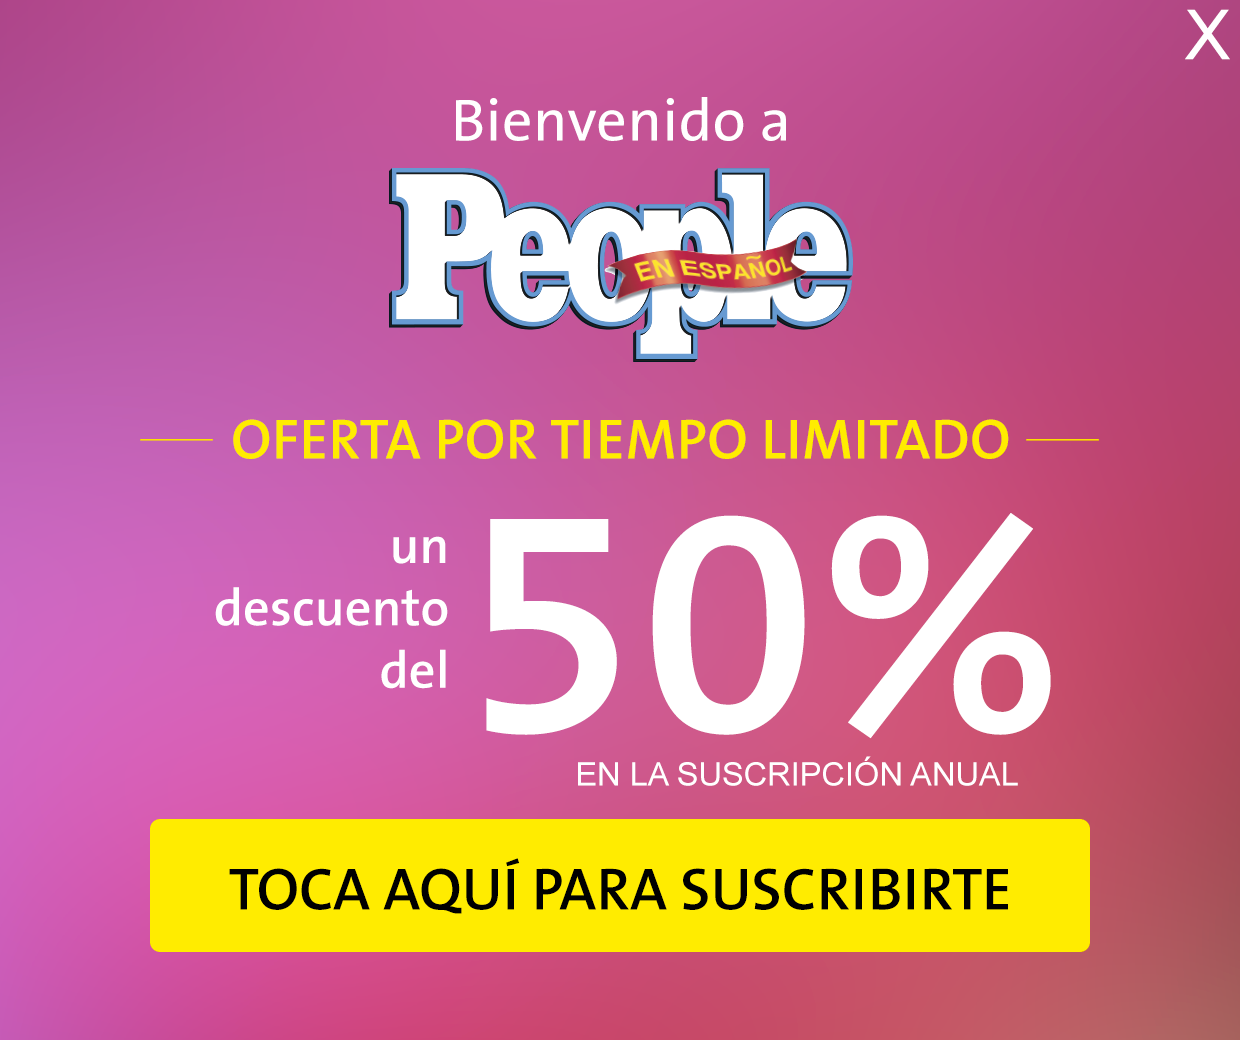 X
Bienvenido a
People
EN ESPAÑOL
OFERTA POR TIEMPO LIMITADO
un
descuento
del
50%
EN LA SUSCRIPCIÓN ANUAL
TOCA AQUÍ PARA SUSCRIBIRTE